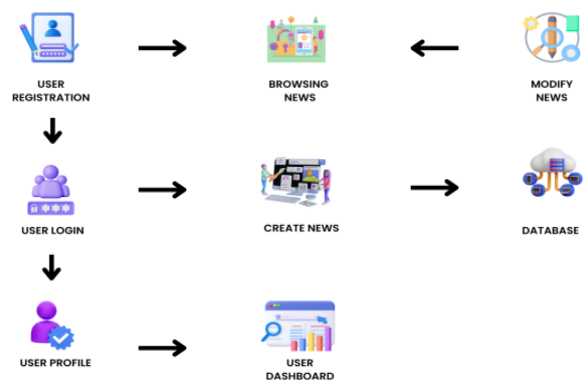 USER
REGISTRATION
BROWSING
NEWS
MODIFY
NEWS
USER LOGIN
CREATE NEWS
DATABASE
USER PROFILE
USER
DASHBOARD